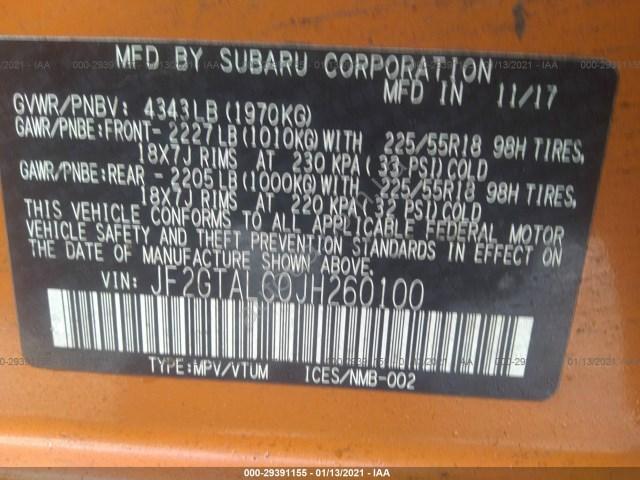 MFD BY SUBARU CORPORATION
MFD IN 11/17
GVWR/PNBV: 4343LB(1970KG)
GAWR/PNBE:FRONT- 2227LB(1010KG)WITH 225/55R18 98H TIRES,
18X7J RIMS AT 230 KPA(33 PSI)COLD
GAWR/PNBE:REAR - 2205LB(1000KG)WITH 225/55R18 98H TIRES,
18X7J RIMS AT 220 KPA(32 PSI)COLD
THIS VEHICLE CONFORMS TO ALL APPLICABLE FEDERAL MOTOR
VEHICLE SAFETY AND THEFT PREVENTION STANDARDS IN EFFECT ON
THE DATE OF MANUFACTURE SHOWN ABOVE.
VIN: JF2GTALC0JH260100
TYPE:MPV/VTUM ICES/NMB-002
000-29391155 - 01/13/2021 - IAA